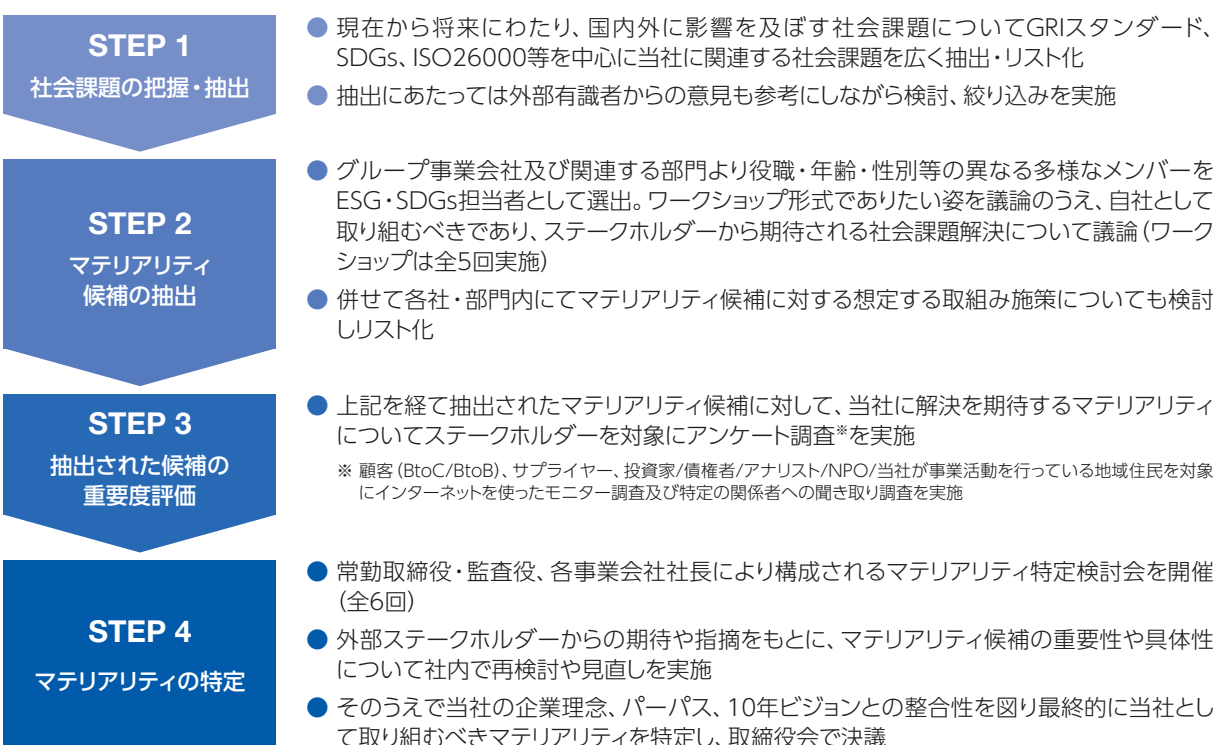 STEP 1
社会課題の把握・抽出
● 現在から将来にわたり、国内外に影響を及ぼす社会課題についてGRIスタンダード、
SDGs、ISO26000等を中心に当社に関連する社会課題を広く抽出・リスト化
● 抽出にあたっては外部有識者からの意見も参考にしながら検討、絞り込みを実施
STEP 2
マテリアリティ
候補の抽出
● グループ事業会社及び関連する部門より役職・年齢・性別等の異なる多様なメンバーを
ESG・SDGs担当者として選出。ワークショップ形式でありたい姿を議論のうえ、自社として
取り組むべきであり、ステークホルダーから期待される社会課題解決について議論(ワーク
ショップは全5回実施)
● 併せて各社・部門内にてマテリアリティ候補に対する想定する取組み施策についても検討
しリスト化
STEP 3
抽出された候補の
重要度評価
● 上記を経て抽出されたマテリアリティ候補に対して、当社に解決を期待するマテリアリティ
についてステークホルダーを対象にアンケート調査※を実施
※ 顧客(BtoC/BtoB)、サプライヤー、投資家/債権者/アナリスト/NPO/当社が事業活動を行っている地域住民を対象
にインターネットを使ったモニター調査及び特定の関係者への聞き取り調査を実施
STEP 4
マテリアリティの特定
● 常勤取締役・監査役、各事業会社社長により構成されるマテリアリティ特定検討会を開催
(全6回)
● 外部ステークホルダーからの期待や指摘をもとに、マテリアリティ候補の重要性や具体性
について社内で再検討や見直しを実施
● そのうえで当社の企業理念、パーパス、10年ビジョンとの整合性を図り最終的に当社とし
て取り組むべきマテリアリティを特定し、取締役会で決議